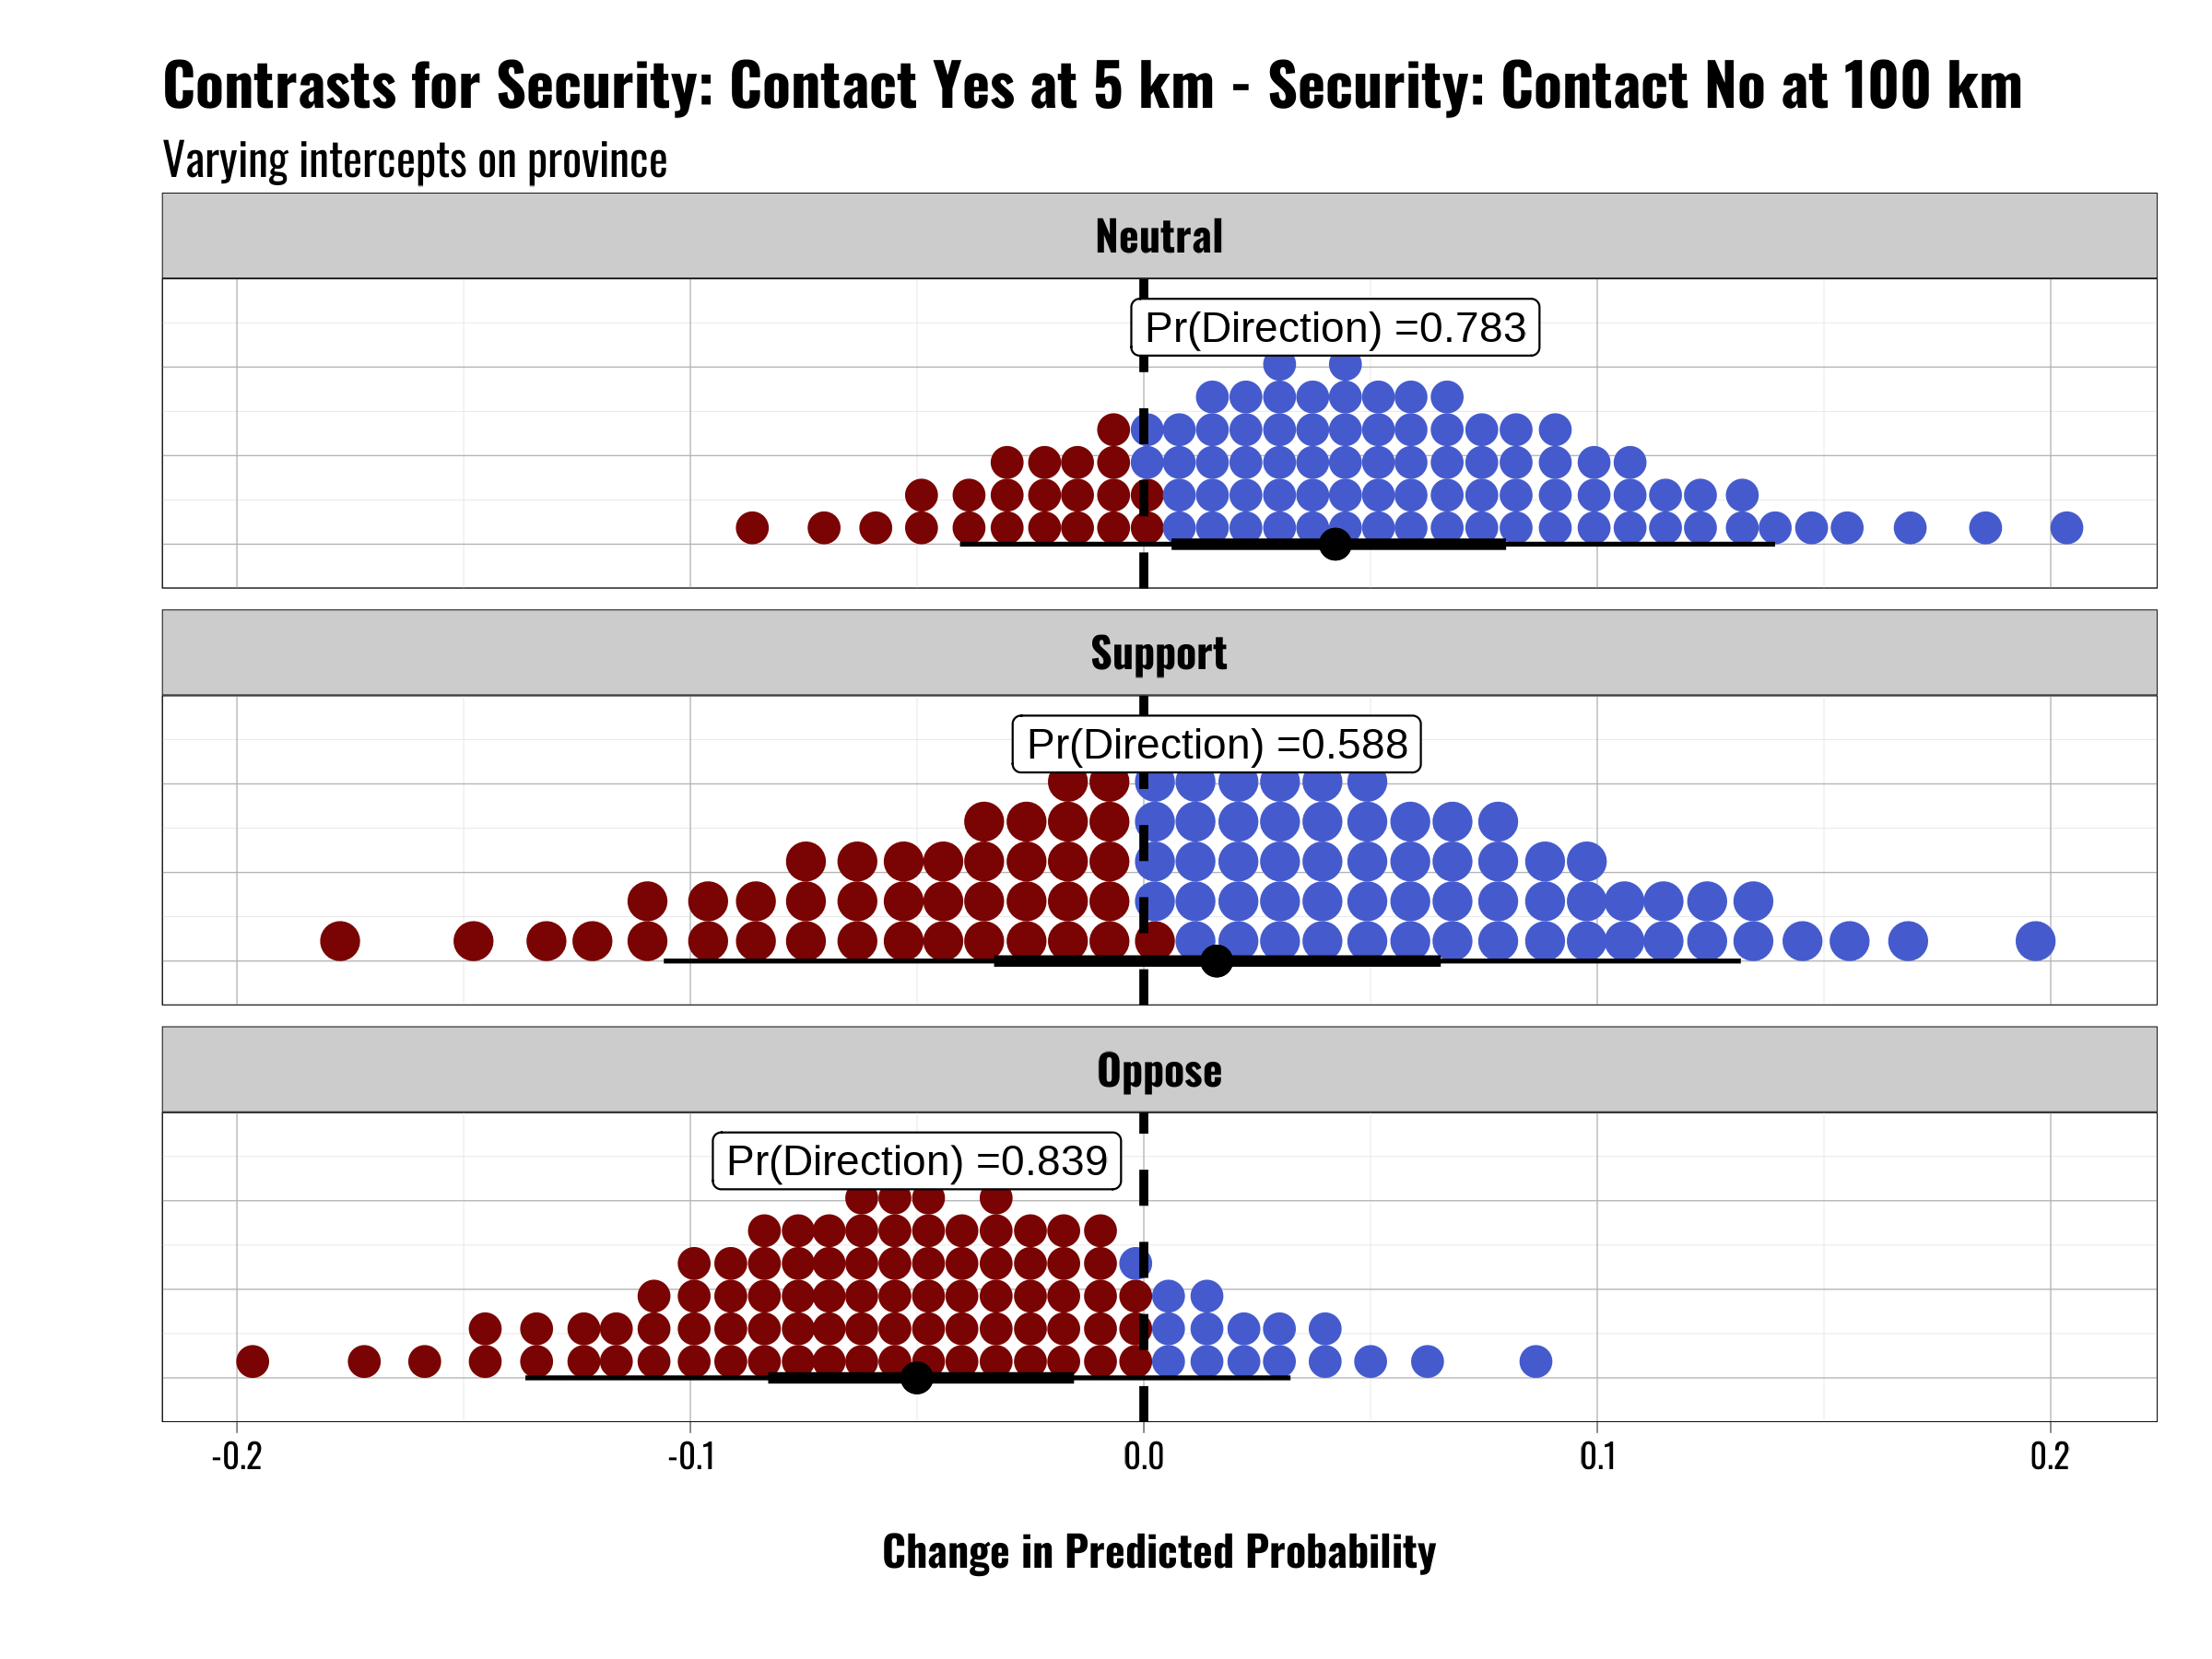 Contrasts for Security: Contact Yes at 5 km - Security: Contact No at 100 km
Varying intercepts on province
Neutral
Pr(Direction) =0.783
Support
Pr(Direction) =0.588
Oppose
Pr(Direction) =0.839
-0.2 -0.1 0.0 0.1 0.2
Change in Predicted Probability